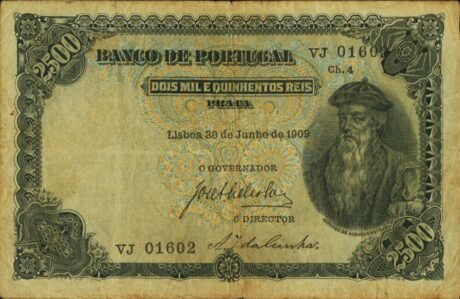 2500
BANCO DE PORTUGAL
VJ 01602
Ch. 4
DOIS MIL E QUINHENTOS REIS
PRATA
Lisboa 30 de Junho de 1909
O GOVERNADOR
O DIRECTOR
VJ 01602
2500